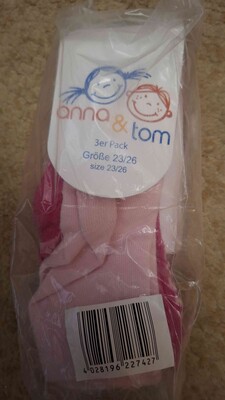 anna & tom
3er Pack
Größe 23/26
size 23/26
4 028196 227427